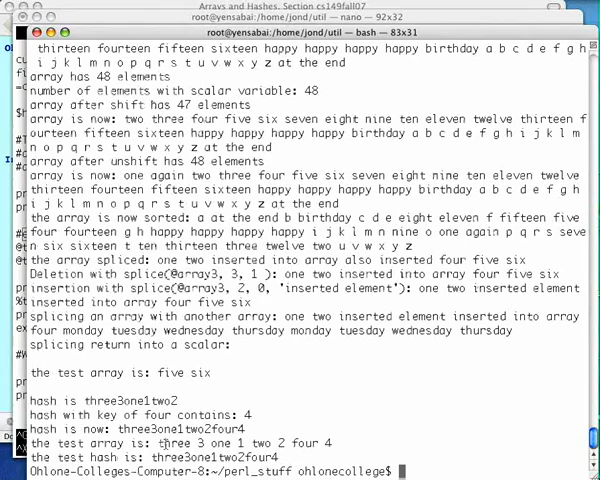 Arrays and Hashes, Section cs149fall07
root@yensabai:/home/jond/util — nano — 92x32
root@yensabai:/home/jond/util — bash — 83x31
thirteen fourteen fifteen sixteen happy happy happy happy birthday a b c d e f g h
i j k l m n o p q r s t u v w x y z at the end
array has 48 elements
number of elements with scalar variable: 48
array after shift has 47 elements
array is now: two three four five six seven eight nine ten eleven twelve thirteen f
ourteen fifteen sixteen happy happy happy happy birthday a b c d e f g h i j k l m
n o p q r s t u v w x y z at the end
array after unshift has 48 elements
array is now: one again two three four five six seven eight nine ten eleven twelve
thirteen fourteen fifteen sixteen happy happy happy happy birthday a b c d e f g h
i j k l m n o p q r s t u v w x y z at the end
the array is now sorted: a at the end b birthday c d e eight eleven f fifteen five
four fourteen g h happy happy happy happy i j k l m n nine o one again p q r s seve
n six sixteen t ten thirteen three twelve two u v w x y z
the array spliced: one two inserted into array also inserted four five six
Deletion with splice(@array3, 3, 1 ): one two inserted into array four five six
insertion with splice(@array3, 2, 0, 'inserted element'): one two inserted element
inserted into array four five six
splicing an array with another array: one two inserted element inserted into array
four monday tuesday wednesday thursday monday tuesday wednesday thursday
splicing return into a scalar:
the test array is: five six
hash is three3one1two2
hash with key of four contains: 4
hash is now: three3one1two2four4
the test array is: three 3 one 1 two 2 four 4
the test hash is: three3one1two2four4
Ohlone-Colleges-Computer-8:~/perl_stuff ohlonecollege$